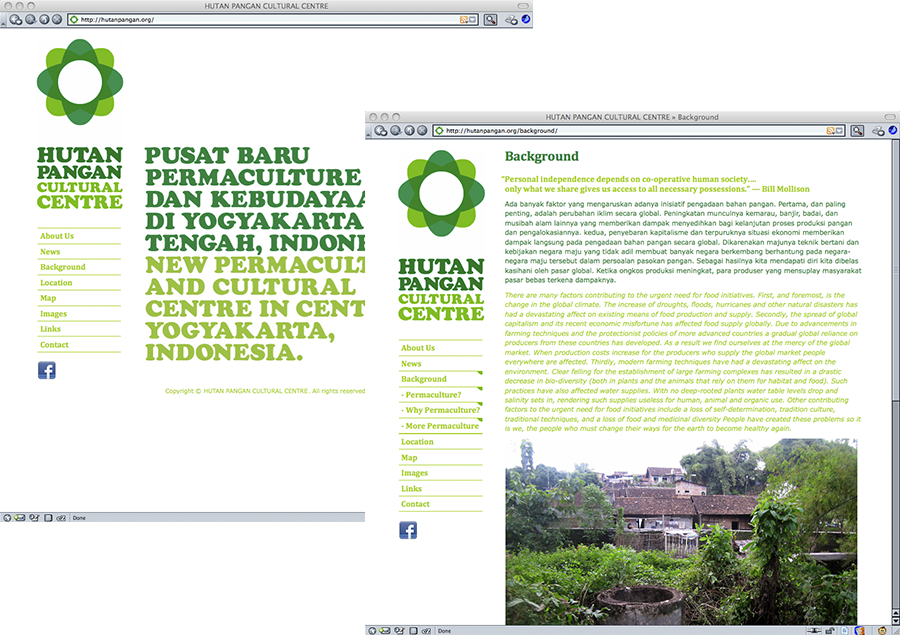 HUTAN PANGAN CULTURAL CENTRE
http://hutanpangan.org/
HUTAN
PANGAN
CULTURAL
CENTRE
About Us
News
Background
Location
Map
Images
Links
Contact
PUSAT BARU
PERMACULTURE
DAN KEBUDAYAA
DI YOGYAKARTA
TENGAH, INDONE
NEW PERMACULT
AND CULTURAL
CENTRE IN CENT
YOGYAKARTA,
INDONESIA.
Copyright © HUTAN PANGAN CULTURAL CENTRE. All rights reserved
Done
HUTAN PANGAN CULTURAL CENTRE » Background
http://hutanpangan.org/background/
HUTAN
PANGAN
CULTURAL
CENTRE
About Us
News
Background
- Permaculture?
- Why Permaculture?
- More Permaculture
Location
Map
Images
Links
Contact
Background
“Personal independence depends on co-operative human society....
only what we share gives us access to all necessary possessions.” — Bill Mollison
Ada banyak faktor yang mengaruskan adanya inisiatif pengadaan bahan pangan. Pertama, dan paling
penting, adalah perubahan iklim secara global. Peningkatan munculnya kemarau, banjir, badai, dan
musibah alam lainnya yang memberikan dampak menyedihkan bagi kelanjutan proses produksi pangan
dan pengalokasiannya. kedua, penyebaran kapitalisme dan terpuruknya situasi ekonomi memberikan
dampak langsung pada pengadaan bahan pangan secara global. Dikarenakan majunya teknik bertani dan
kebijakan negara maju yang tidak adil membuat banyak negara berkembang berhantung pada negara-
negara maju tersebut dalam persoalan pasokan pangan. Sebagai hasilnya kita mendapati diri kita dibelas
kasihani oleh pasar global. Ketika ongkos produksi meningkat, para produser yang mensuplay masyarakat
pasar bebas terkena dampaknya.
There are many factors contributing to the urgent need for food initiatives. First, and foremost, is the
change in the global climate. The increase of droughts, floods, hurricanes and other natural disasters has
had a devastating affect on existing means of food production and supply. Secondly, the spread of global
capitalism and its recent economic misfortune has affected food supply globally. Due to advancements in
farming techniques and the protectionist policies of more advanced countries a gradual global reliance on
producers from these countries has developed. As a result we find ourselves at the mercy of the global
market. When production costs increase for the producers who supply the global market people
everywhere are affected. Thirdly, modern farming techniques have had a devastating affect on the
environment. Clear felling for the establishment of large farming complexes has resulted in a drastic
decrease in bio-diversity (both in plants and the animals that rely on them for habitat and food). Such
practices have also affected water supplies. With no deep-rooted plants water table levels drop and
salinity sets in, rendering such supplies useless for human, animal and organic use. Other contributing
factors to the urgent need for food initiatives include a loss of self-determination, tradition culture,
traditional techniques, and a loss of food and medicinal diversity People have created these problems so it
is we, the people who must change their ways for the earth to become healthy again.
Done